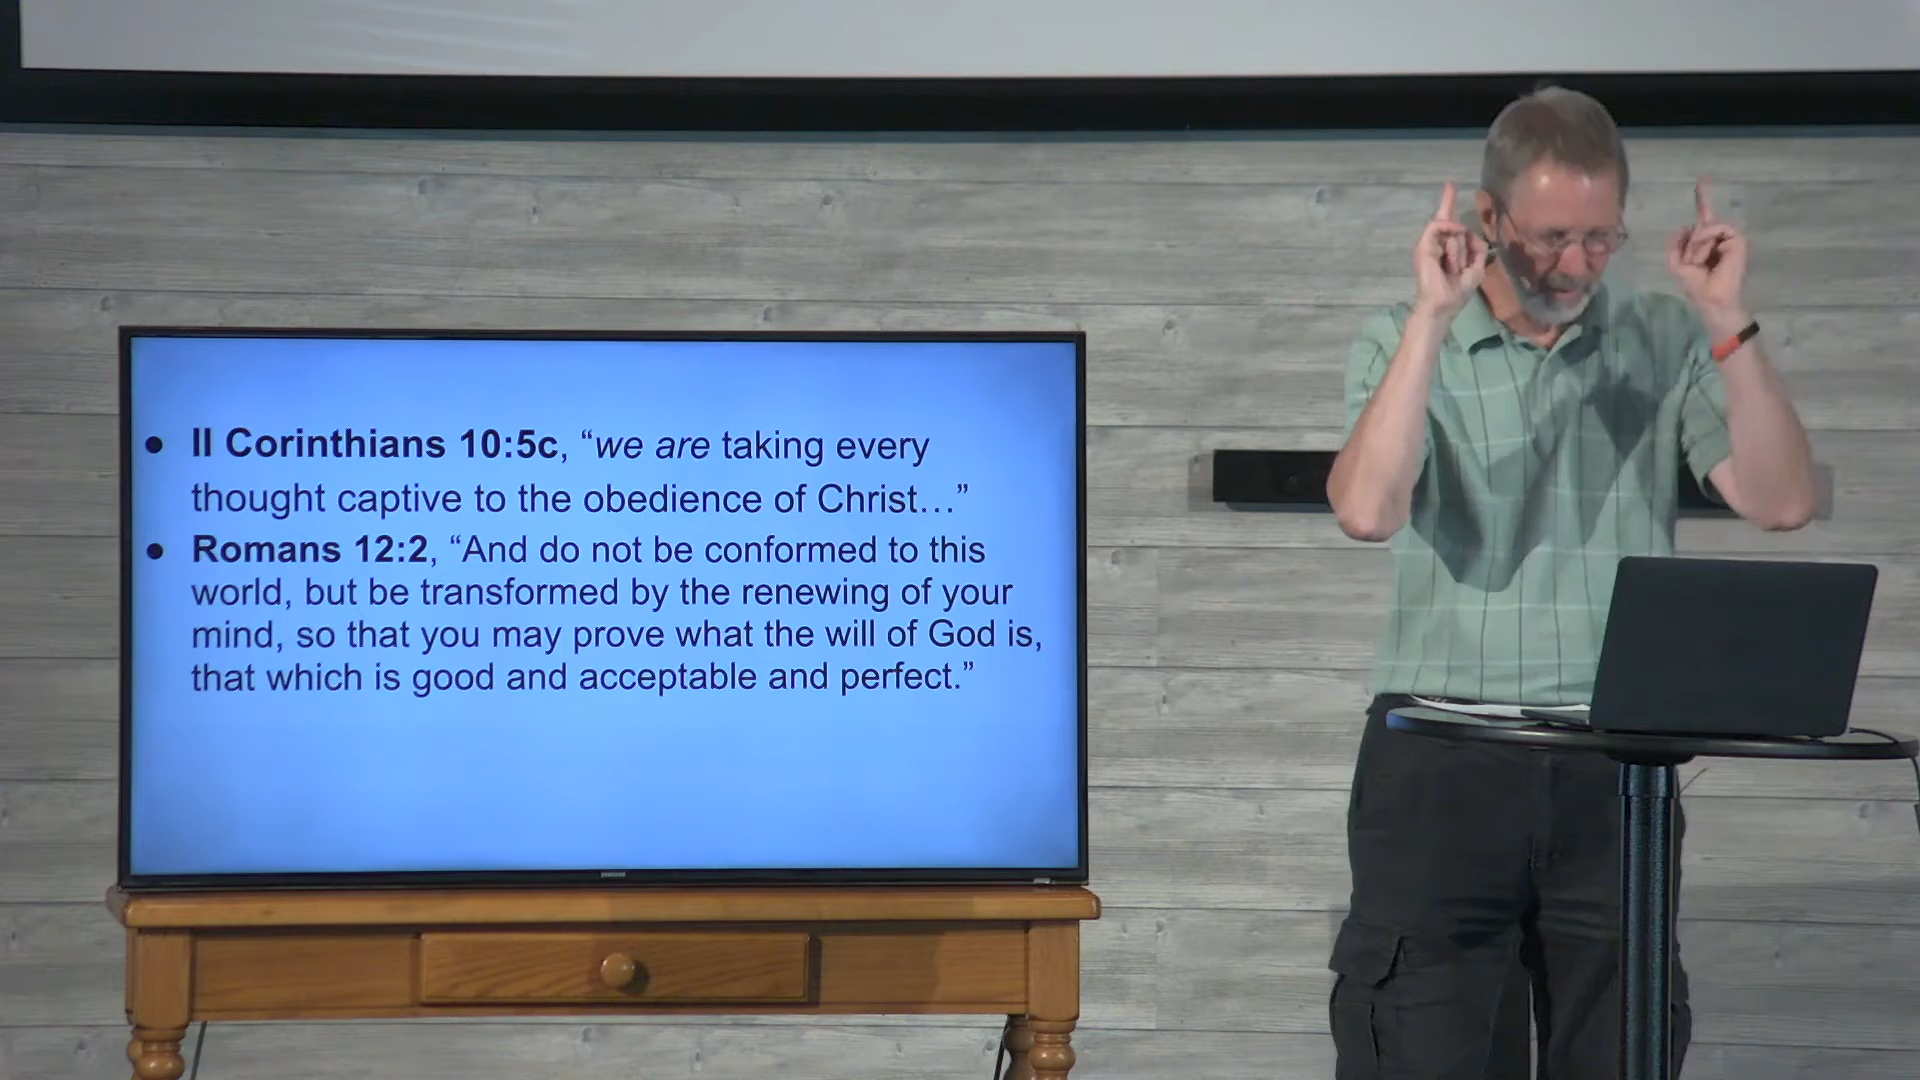 ● II Corinthians 10:5c, “we are taking every
thought captive to the obedience of Christ…”
● Romans 12:2, “And do not be conformed to this
world, but be transformed by the renewing of your
mind, so that you may prove what the will of God is,
that which is good and acceptable and perfect.”
SAMSUNG